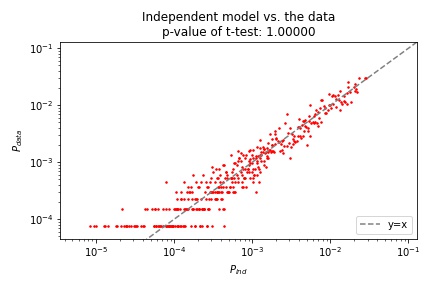 Independent model vs. the data
p-value of t-test: 1.00000
10⁻¹
10⁻²
10⁻³
10⁻⁴
P_data
y=x
10⁻⁵
10⁻⁴
10⁻³
10⁻²
10⁻¹
P_ind